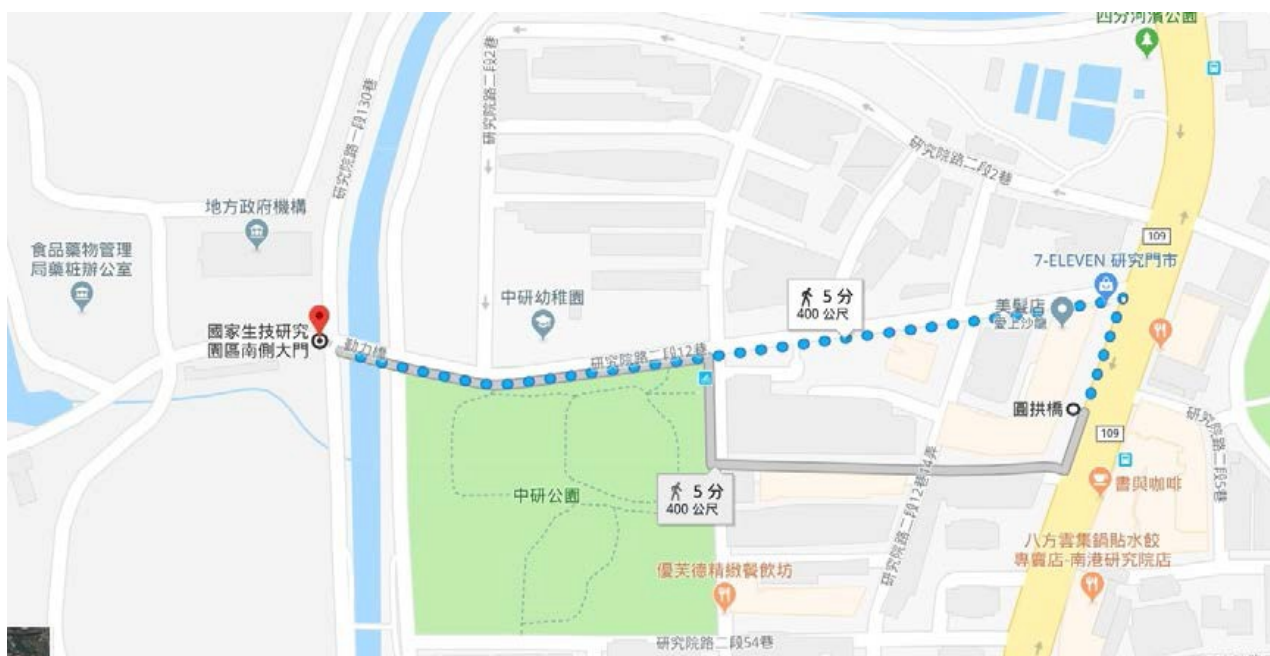 四分河濱公園
研究院路二段2巷
研究院路一段130巷
研究院路二段2巷
地方政府機構
109
食品藥物管理
局藥粧辦公室
7-ELEVEN 研究門市
中研幼稚園
5 分
400 公尺
美髮店
愛上沙龍
國家生技研究
園區南側大門
動力橋
研究院路二段12巷
圓拱橋
109
研究院路二段5巷
5 分
400 公尺
中研公園
書與咖啡
研究院路二段12巷14弄
八方雲集鍋貼水餃
專賣店-南港研究院店
優芙德精緻餐飲坊
研究院路二段54巷